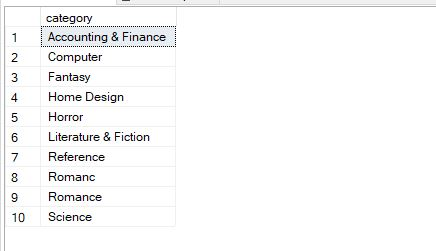 category
1 Accounting & Finance
2 Computer
3 Fantasy
4 Home Design
5 Horror
6 Literature & Fiction
7 Reference
8 Romanc
9 Romance
10 Science